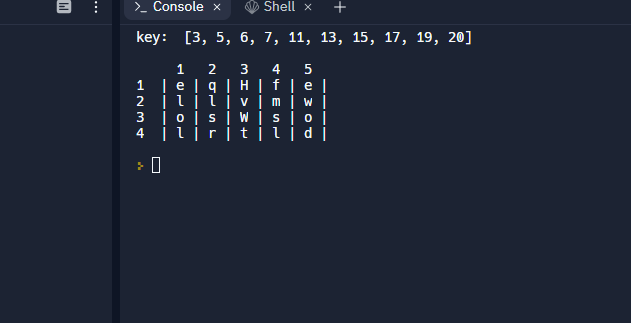 Console × Shell × +
key:  [3, 5, 6, 7, 11, 13, 15, 17, 19, 20]
1 2 3 4 5
1 | e | q | H | f | e |
2 | l | l | v | m | w |
3 | o | s | W | s | o |
4 | l | r | t | l | d |